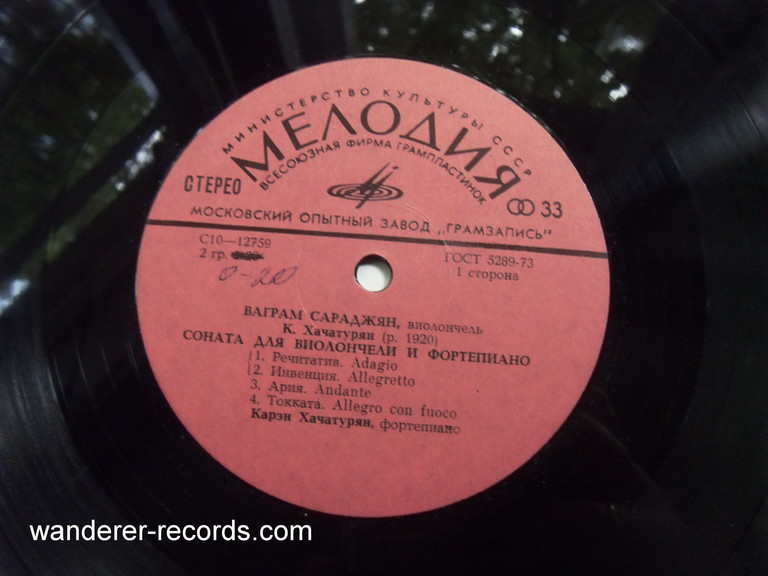 МИНИСТЕРСТВО КУЛЬТУРЫ СССР
МЕЛОДИЯ
ВСЕСОЮЗНАЯ ФИРМА ГРАМПЛАСТИНОК
СТЕРЕО
33
МОСКОВСКИЙ ОПЫТНЫЙ ЗАВОД „ГРАМЗАПИСЬ"
С10—12759
ГОСТ 5289-73
2 гр.
1 сторона
0-20
ВАГРАМ САРАДЖЯН, виолончель
К. Хачатурян (р. 1920)
СОНАТА ДЛЯ ВИОЛОНЧЕЛИ И ФОРТЕПИАНО
1. Речитатив. Adagio
2. Инвенция. Allegretto
3. Ария. Andante
4. Токката. Allegro con fuoco
Карэн Хачатурян, фортепиано
wanderer-records.com